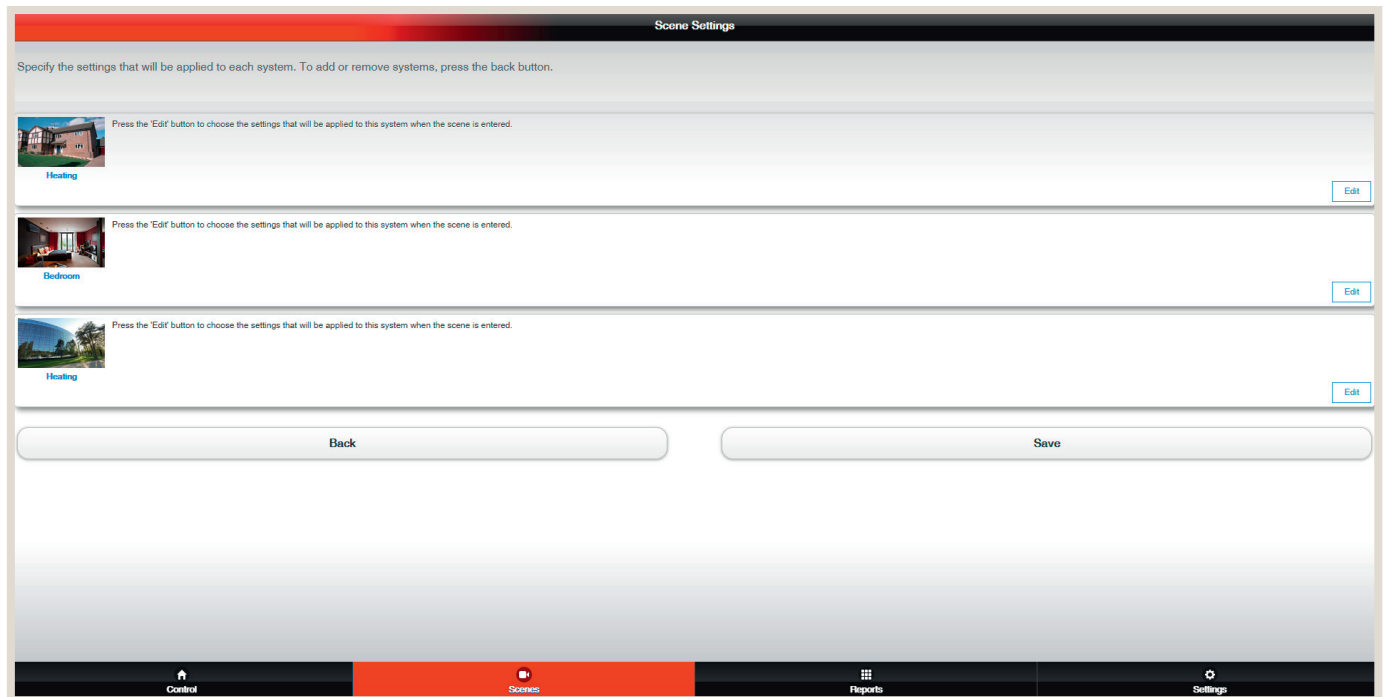 Scene Settings
Specify the settings that will be applied to each system. To add or remove systems, press the back button.
Press the 'Edit' button to choose the settings that will be applied to this system when the scene is entered.
Heating
Edit
Press the 'Edit' button to choose the settings that will be applied to this system when the scene is entered.
Bedroom
Edit
Press the 'Edit' button to choose the settings that will be applied to this system when the scene is entered.
Heating
Edit
Back
Save
Control
Scenes
Reports
Settings